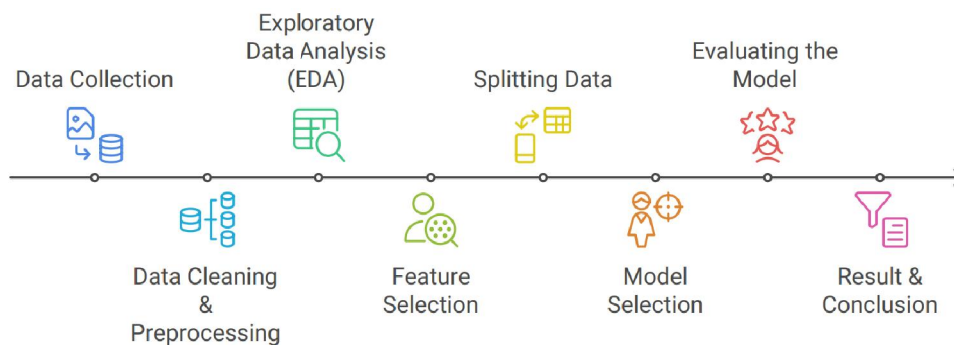 Data Collection
Data Cleaning
&
Preprocessing
Exploratory
Data Analysis
(EDA)
Feature
Selection
Splitting Data
Model
Selection
Evaluating the
Model
Result &
Conclusion